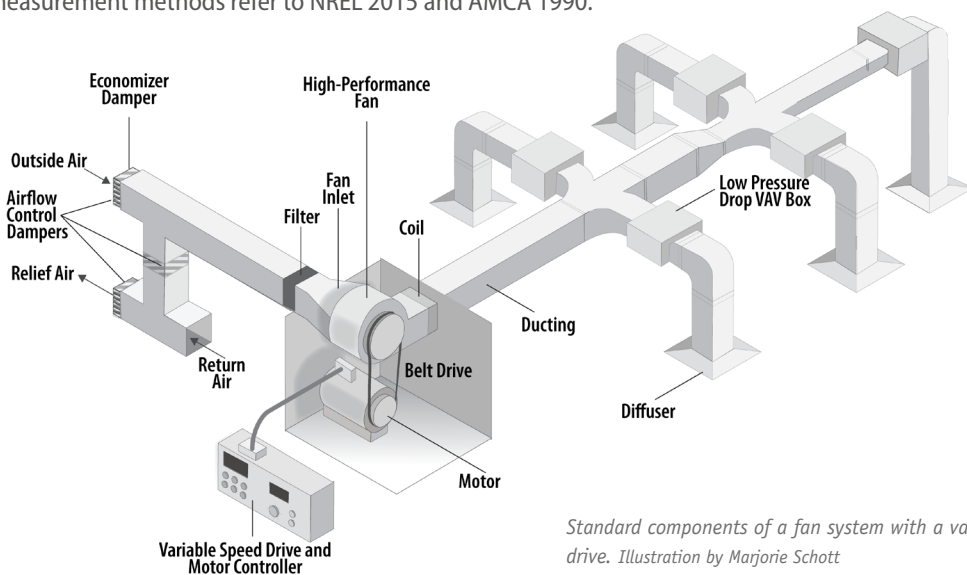 measurement methods refer to NREL 2015 and AMCA 1990.
Economizer
Damper
High-Performance
Fan
Outside Air
Airflow
Control
Dampers
Relief Air
Filter
Fan
Inlet
Coil
Low Pressure
Drop VAV Box
Ducting
Return
Air
Belt Drive
Diffuser
Motor
Variable Speed Drive and
Motor Controller
Standard components of a fan system with a va
drive. Illustration by Marjorie Schott